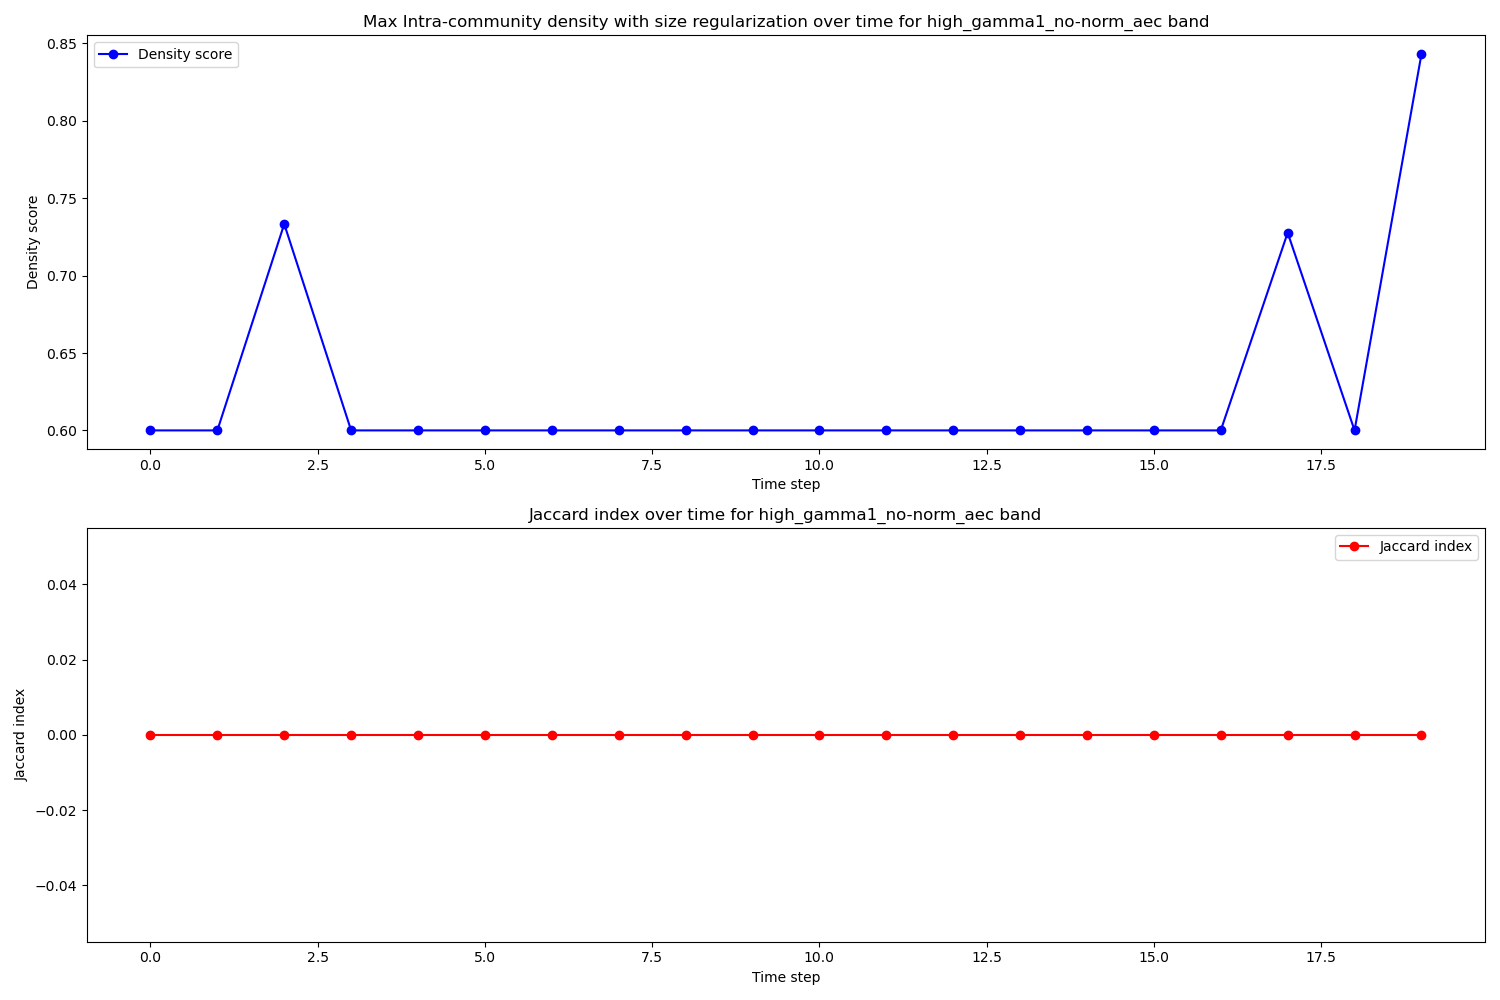 Max Intra-community density with size regularization over time for high_gamma1_no-norm_aec band
Density score
0.85
0.80
0.75
0.70
0.65
0.60
Density score
0.0 2.5 5.0 7.5 10.0 12.5 15.0 17.5
Time step
Jaccard index over time for high_gamma1_no-norm_aec band
Jaccard index
0.04
0.02
0.00
−0.02
−0.04
Jaccard index
0.0 2.5 5.0 7.5 10.0 12.5 15.0 17.5
Time step